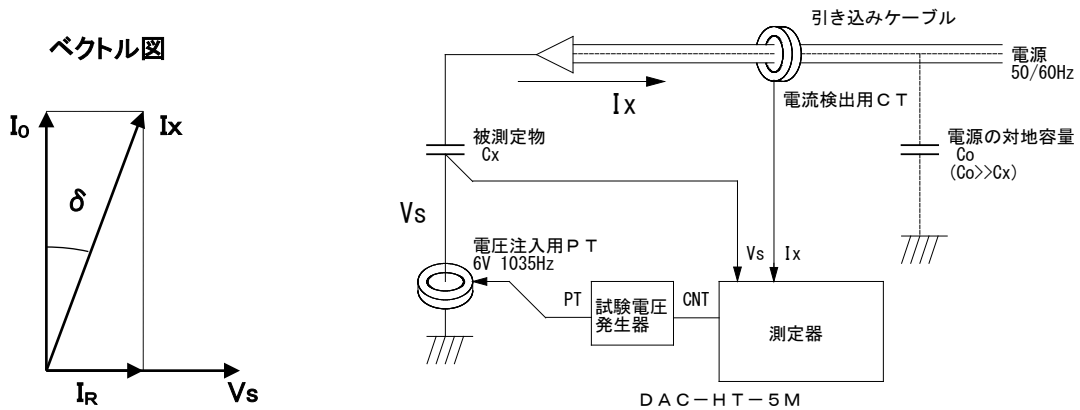 ベクトル図
I₀
Ix
δ
I_R
Vs
引き込みケーブル
電源
50/60Hz
Ix
電流検出用CT
被測定物
Cx
電源の対地容量
Co
(Co>>Cx)
Vs
電圧注入用PT
6V 1035Hz
Vs
Ix
PT
試験電圧
発生器
CNT
測定器
DAC-HT-5M